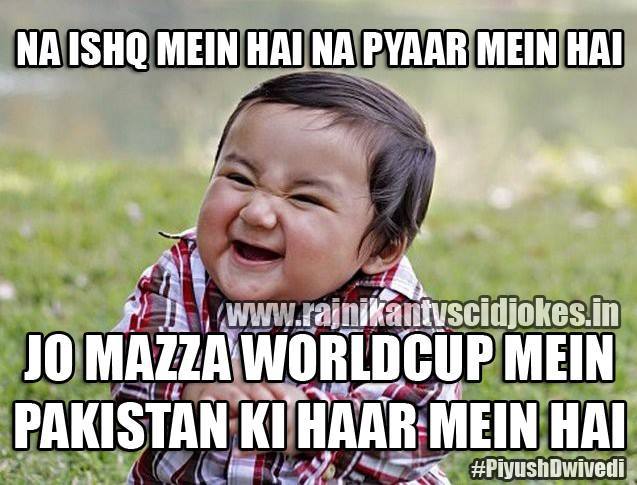 NA ISHQ MEIN HAI NA PYAAR MEIN HAI
www.rajnikantvscidjokes.in
JO MAZZA WORLDCUP MEIN
PAKISTAN KI HAAR MEIN HAI
#PiyushDwivedi